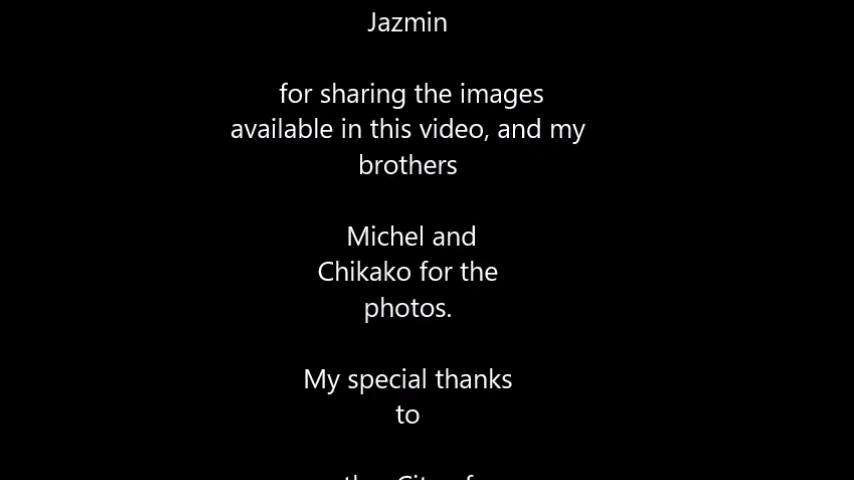 Jazmin
for sharing the images
available in this video, and my
brothers
Michel and
Chikako for the
photos.
My special thanks
to